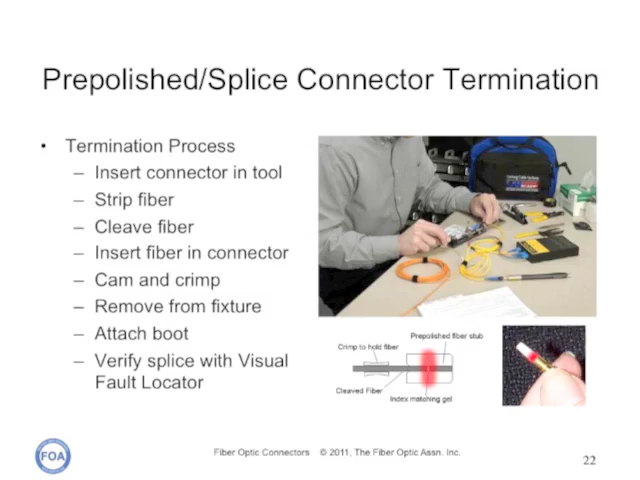 Prepolished/Splice Connector Termination
• Termination Process
– Insert connector in tool
– Strip fiber
– Cleave fiber
– Insert fiber in connector
– Cam and crimp
– Remove from fixture
– Attach boot
– Verify splice with Visual
Fault Locator
Prepolished fiber stub
Crimp to hold fiber
Cleaved Fiber
Index matching gel
FOA
Fiber Optic Connectors © 2011, The Fiber Optic Assn. Inc.
22